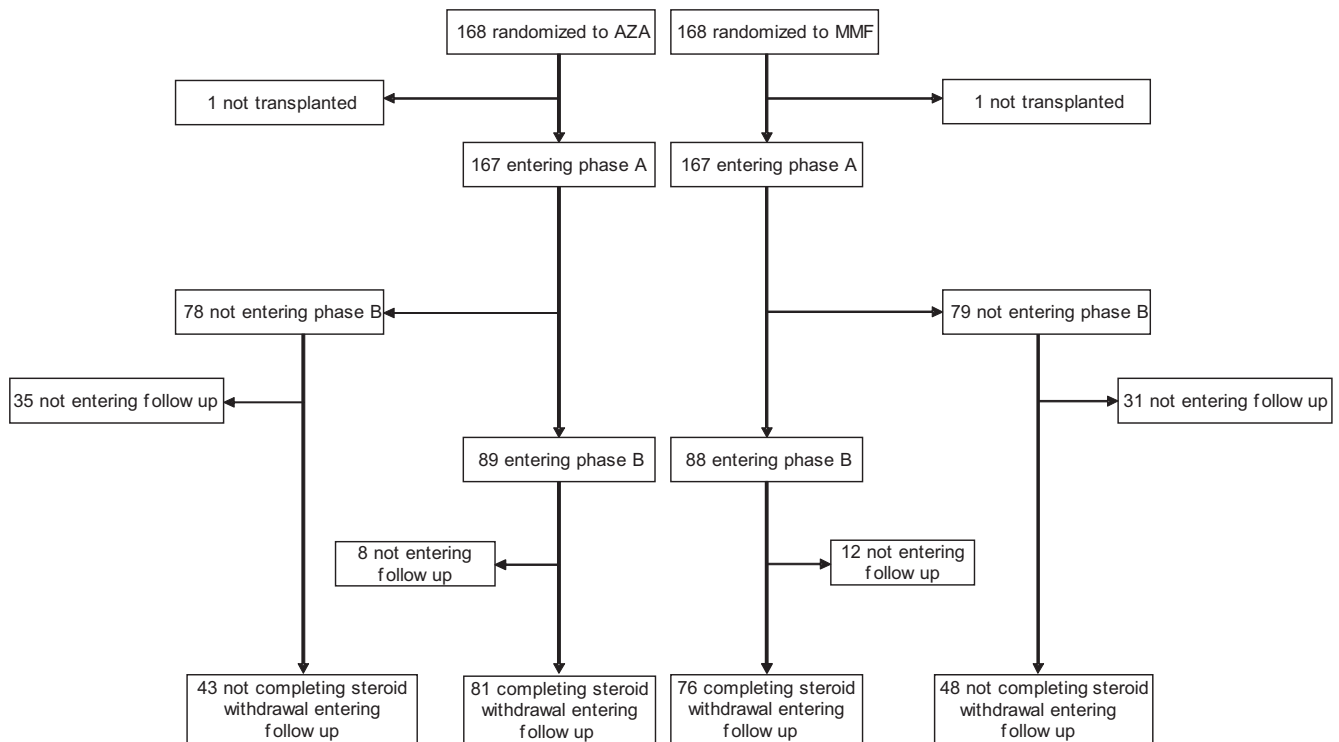 168 randomized to AZA
168 randomized to MMF
1 not transplanted
1 not transplanted
167 entering phase A
167 entering phase A
78 not entering phase B
79 not entering phase B
35 not entering follow up
31 not entering follow up
89 entering phase B
88 entering phase B
8 not entering
follow up
12 not entering
follow up
43 not completing steroid
withdrawal entering
follow up
81 completing steroid
withdrawal entering
follow up
76 completing steroid
withdrawal entering
follow up
48 not completing steroid
withdrawal entering
follow up